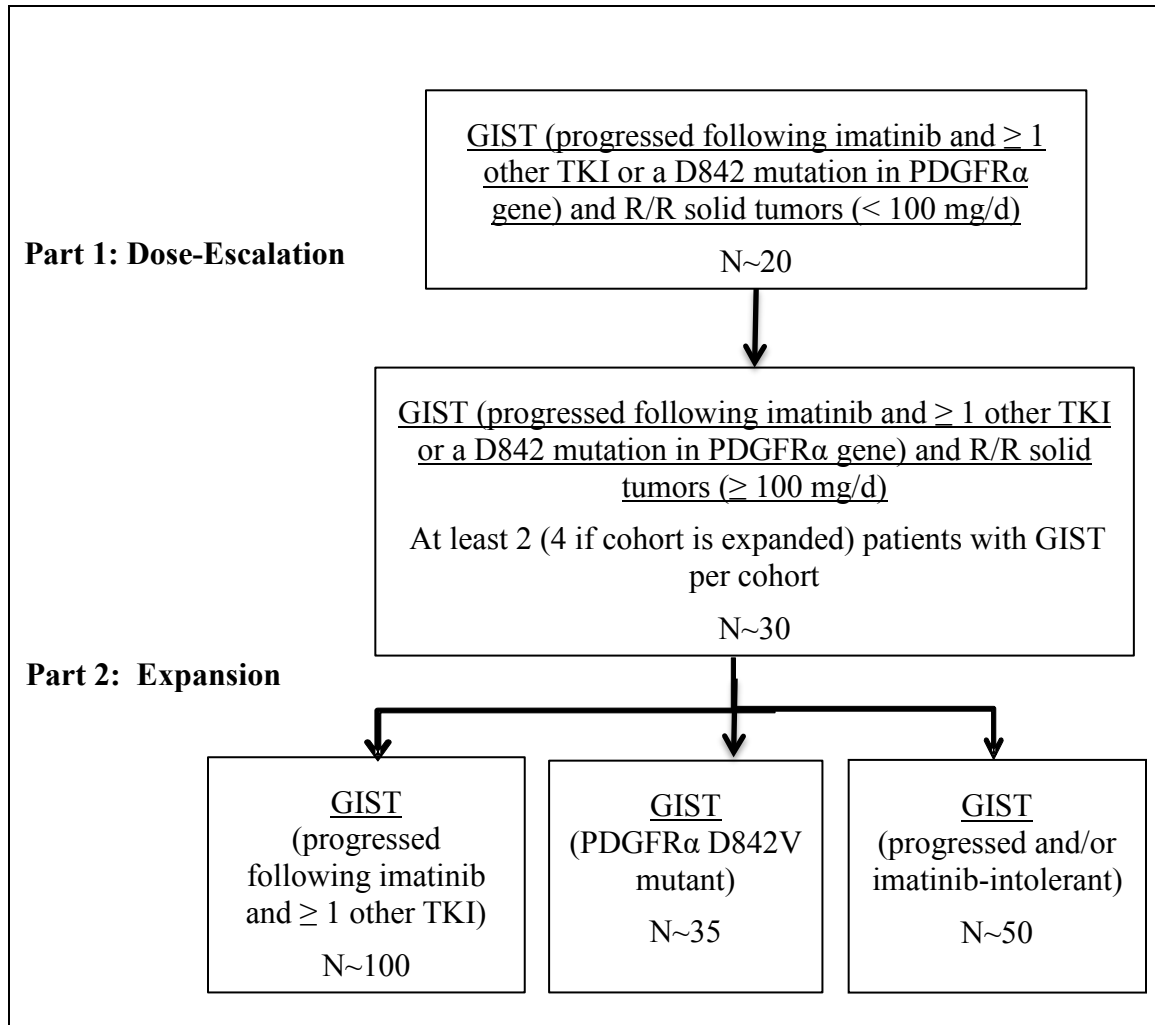 GIST (progressed following imatinib and ≥ 1
other TKI or a D842 mutation in PDGFRα
gene) and R/R solid tumors (< 100 mg/d)
Part 1: Dose-Escalation
N~20
GIST (progressed following imatinib and ≥ 1 other TKI
or a D842 mutation in PDGFRα gene) and R/R solid
tumors (≥ 100 mg/d)
At least 2 (4 if cohort is expanded) patients with GIST
per cohort
N~30
Part 2: Expansion
GIST
(progressed
following imatinib
and ≥ 1 other TKI)
N~100
GIST
(PDGFRα D842V
mutant)
N~35
GIST
(progressed and/or
imatinib-intolerant)
N~50